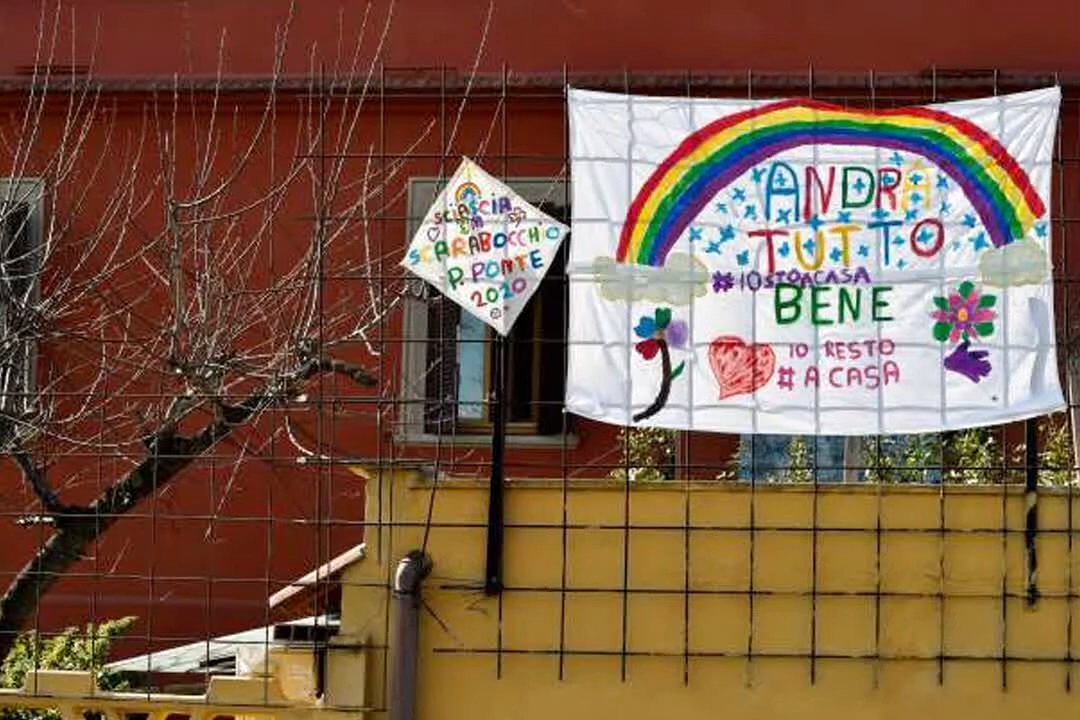 SCIASCIA
SCARABOCCHIO
P. PONTE
2020
ANDRÀ
TUTTO
#IOSTOACASA
BENE
IO RESTO
# A CASA